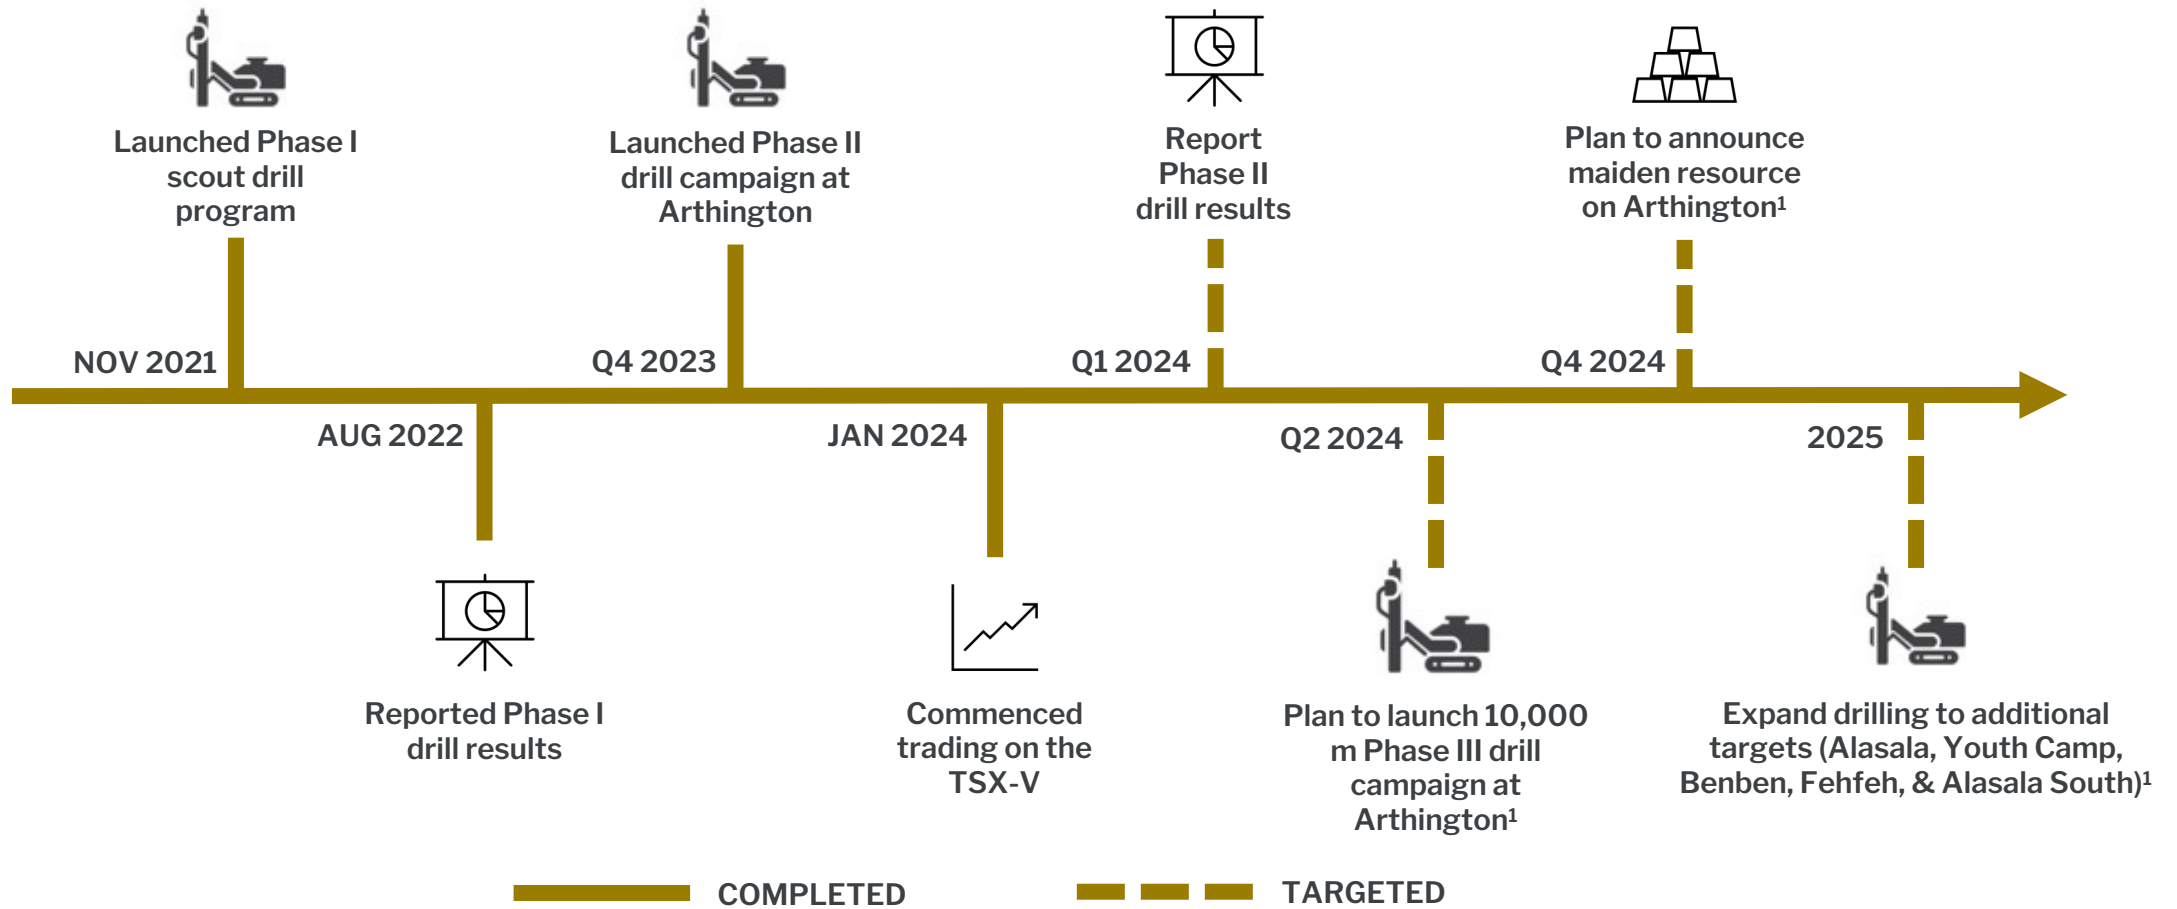 Launched Phase I
scout drill
program
Launched Phase II
drill campaign at
Arthington
Report
Phase II
drill results
Plan to announce
maiden resource
on Arthington¹
NOV 2021
Q4 2023
Q1 2024
Q4 2024
AUG 2022
JAN 2024
Q2 2024
2025
Reported Phase I
drill results
Commenced
trading on the
TSX-V
Plan to launch 10,000
m Phase III drill
campaign at
Arthington¹
Expand drilling to additional
targets (Alasala, Youth Camp,
Benben, Fehfeh, & Alasala South)¹
COMPLETED
TARGETED